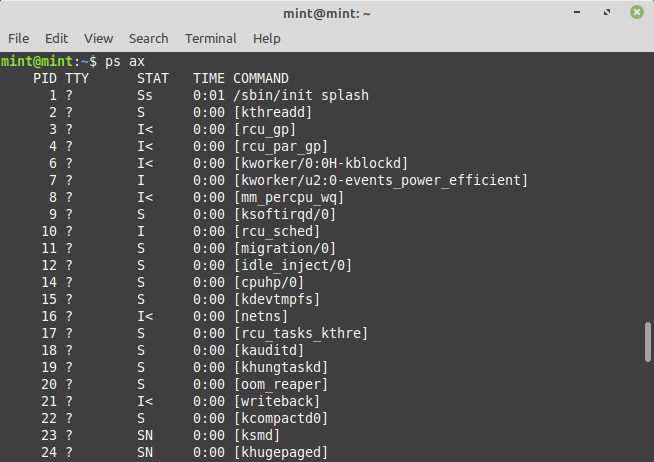 mint@mint: ~
File Edit View Search Terminal Help
mint@mint:~$ ps ax
PID TTY STAT TIME COMMAND
1 ? Ss 0:01 /sbin/init splash
2 ? S 0:00 [kthreadd]
3 ? I< 0:00 [rcu_gp]
4 ? I< 0:00 [rcu_par_gp]
6 ? I< 0:00 [kworker/0:0H-kblockd]
7 ? I 0:00 [kworker/u2:0-events_power_efficient]
8 ? I< 0:00 [mm_percpu_wq]
9 ? S 0:00 [ksoftirqd/0]
10 ? I 0:00 [rcu_sched]
11 ? S 0:00 [migration/0]
12 ? S 0:00 [idle_inject/0]
14 ? S 0:00 [cpuhp/0]
15 ? S 0:00 [kdevtmpfs]
16 ? I< 0:00 [netns]
17 ? S 0:00 [rcu_tasks_kthre]
18 ? S 0:00 [kauditd]
19 ? S 0:00 [khungtaskd]
20 ? S 0:00 [oom_reaper]
21 ? I< 0:00 [writeback]
22 ? S 0:00 [kcompactd0]
23 ? SN 0:00 [ksmd]
24 ? SN 0:00 [khugepaged]